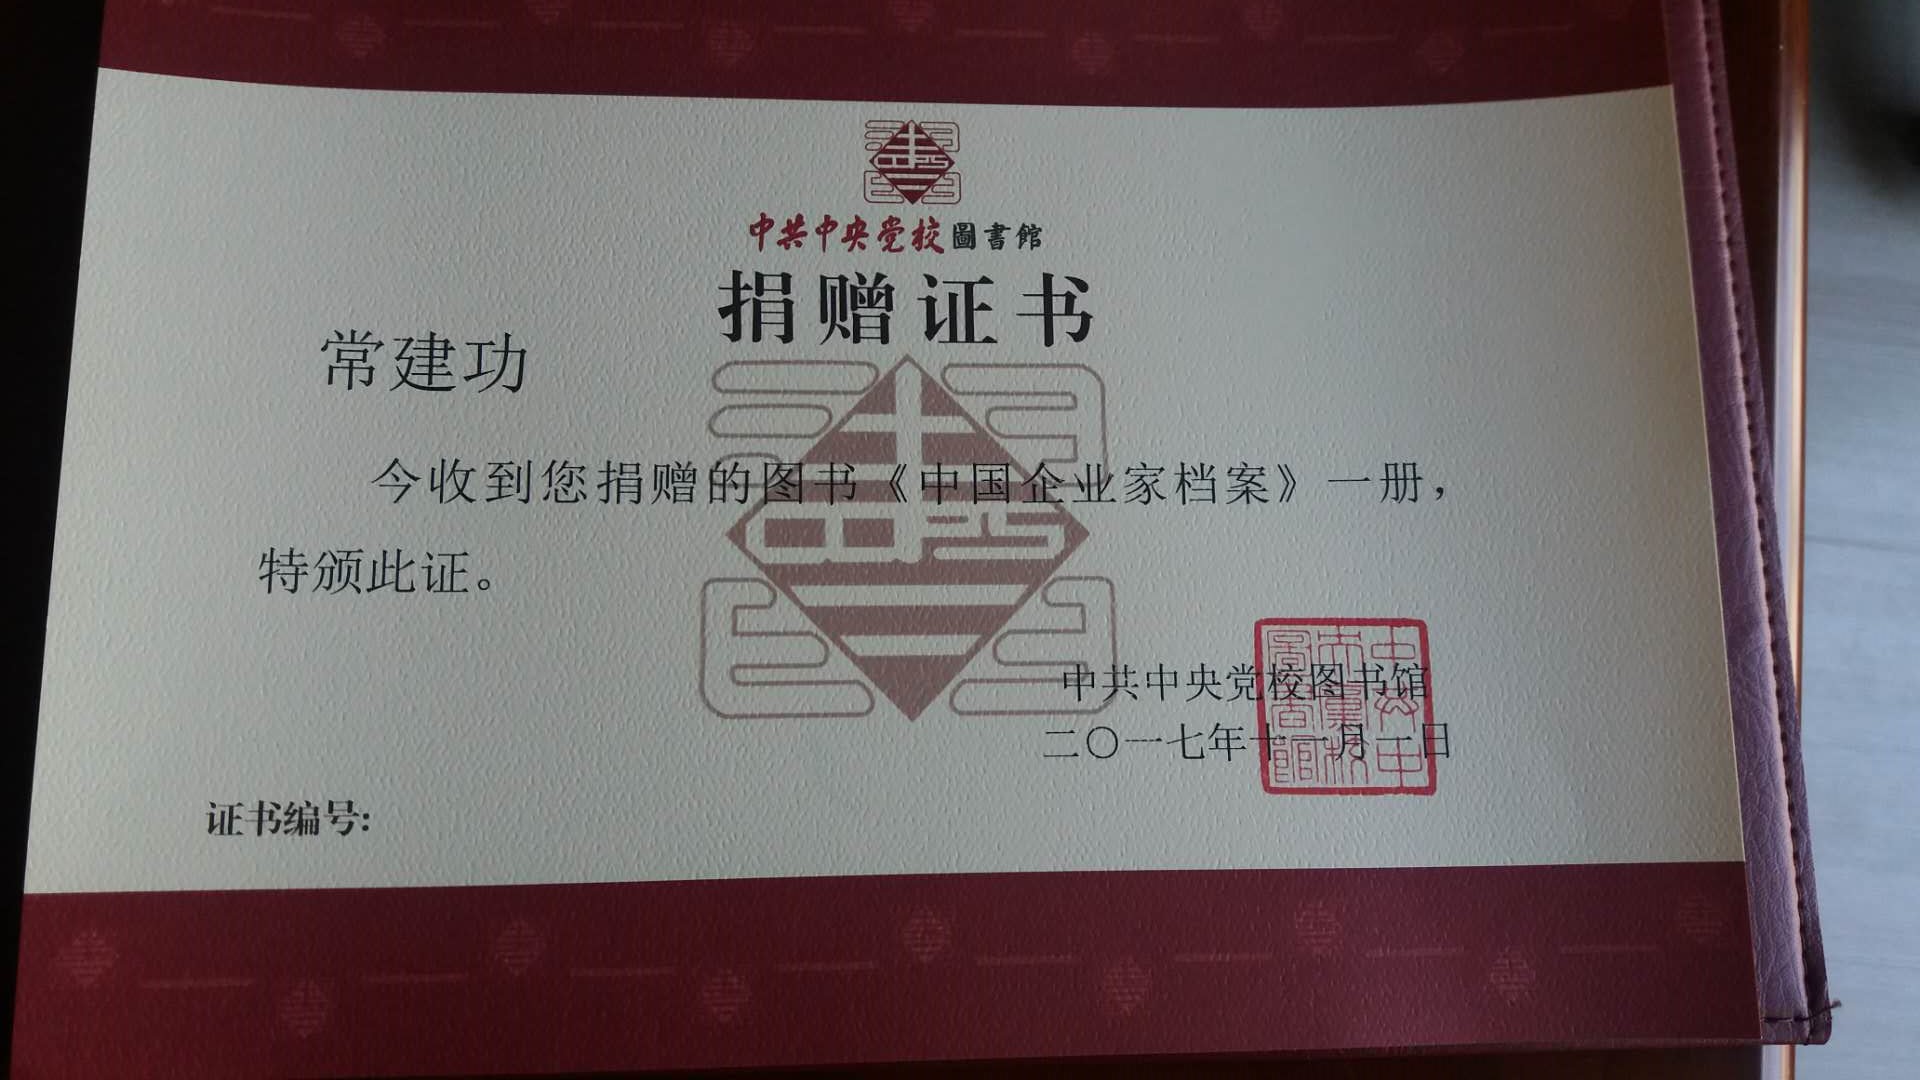 中共中央党校圖書館
捐赠证书
常建功
今收到您捐赠的图书《中国企业家档案》一册，
特颁此证。
中共中央党校图书馆
二〇一七年十一月一日
证书编号: